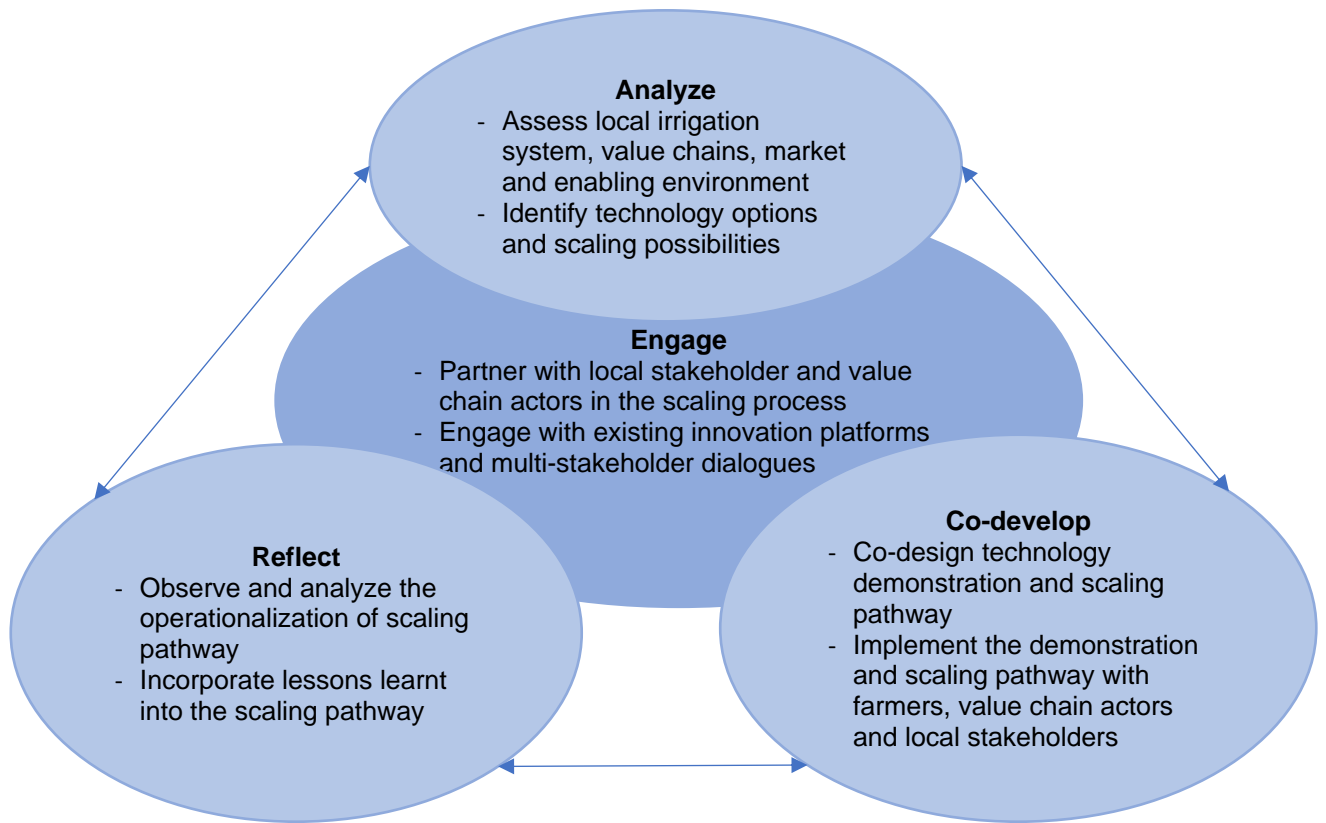 Analyze
- Assess local irrigation
system, value chains, market
and enabling environment
- Identify technology options
and scaling possibilities
Engage
- Partner with local stakeholder and value
chain actors in the scaling process
- Engage with existing innovation platforms
and multi-stakeholder dialogues
Reflect
- Observe and analyze the
operationalization of scaling
pathway
- Incorporate lessons learnt
into the scaling pathway
Co-develop
- Co-design technology
demonstration and scaling
pathway
- Implement the demonstration
and scaling pathway with
farmers, value chain actors
and local stakeholders